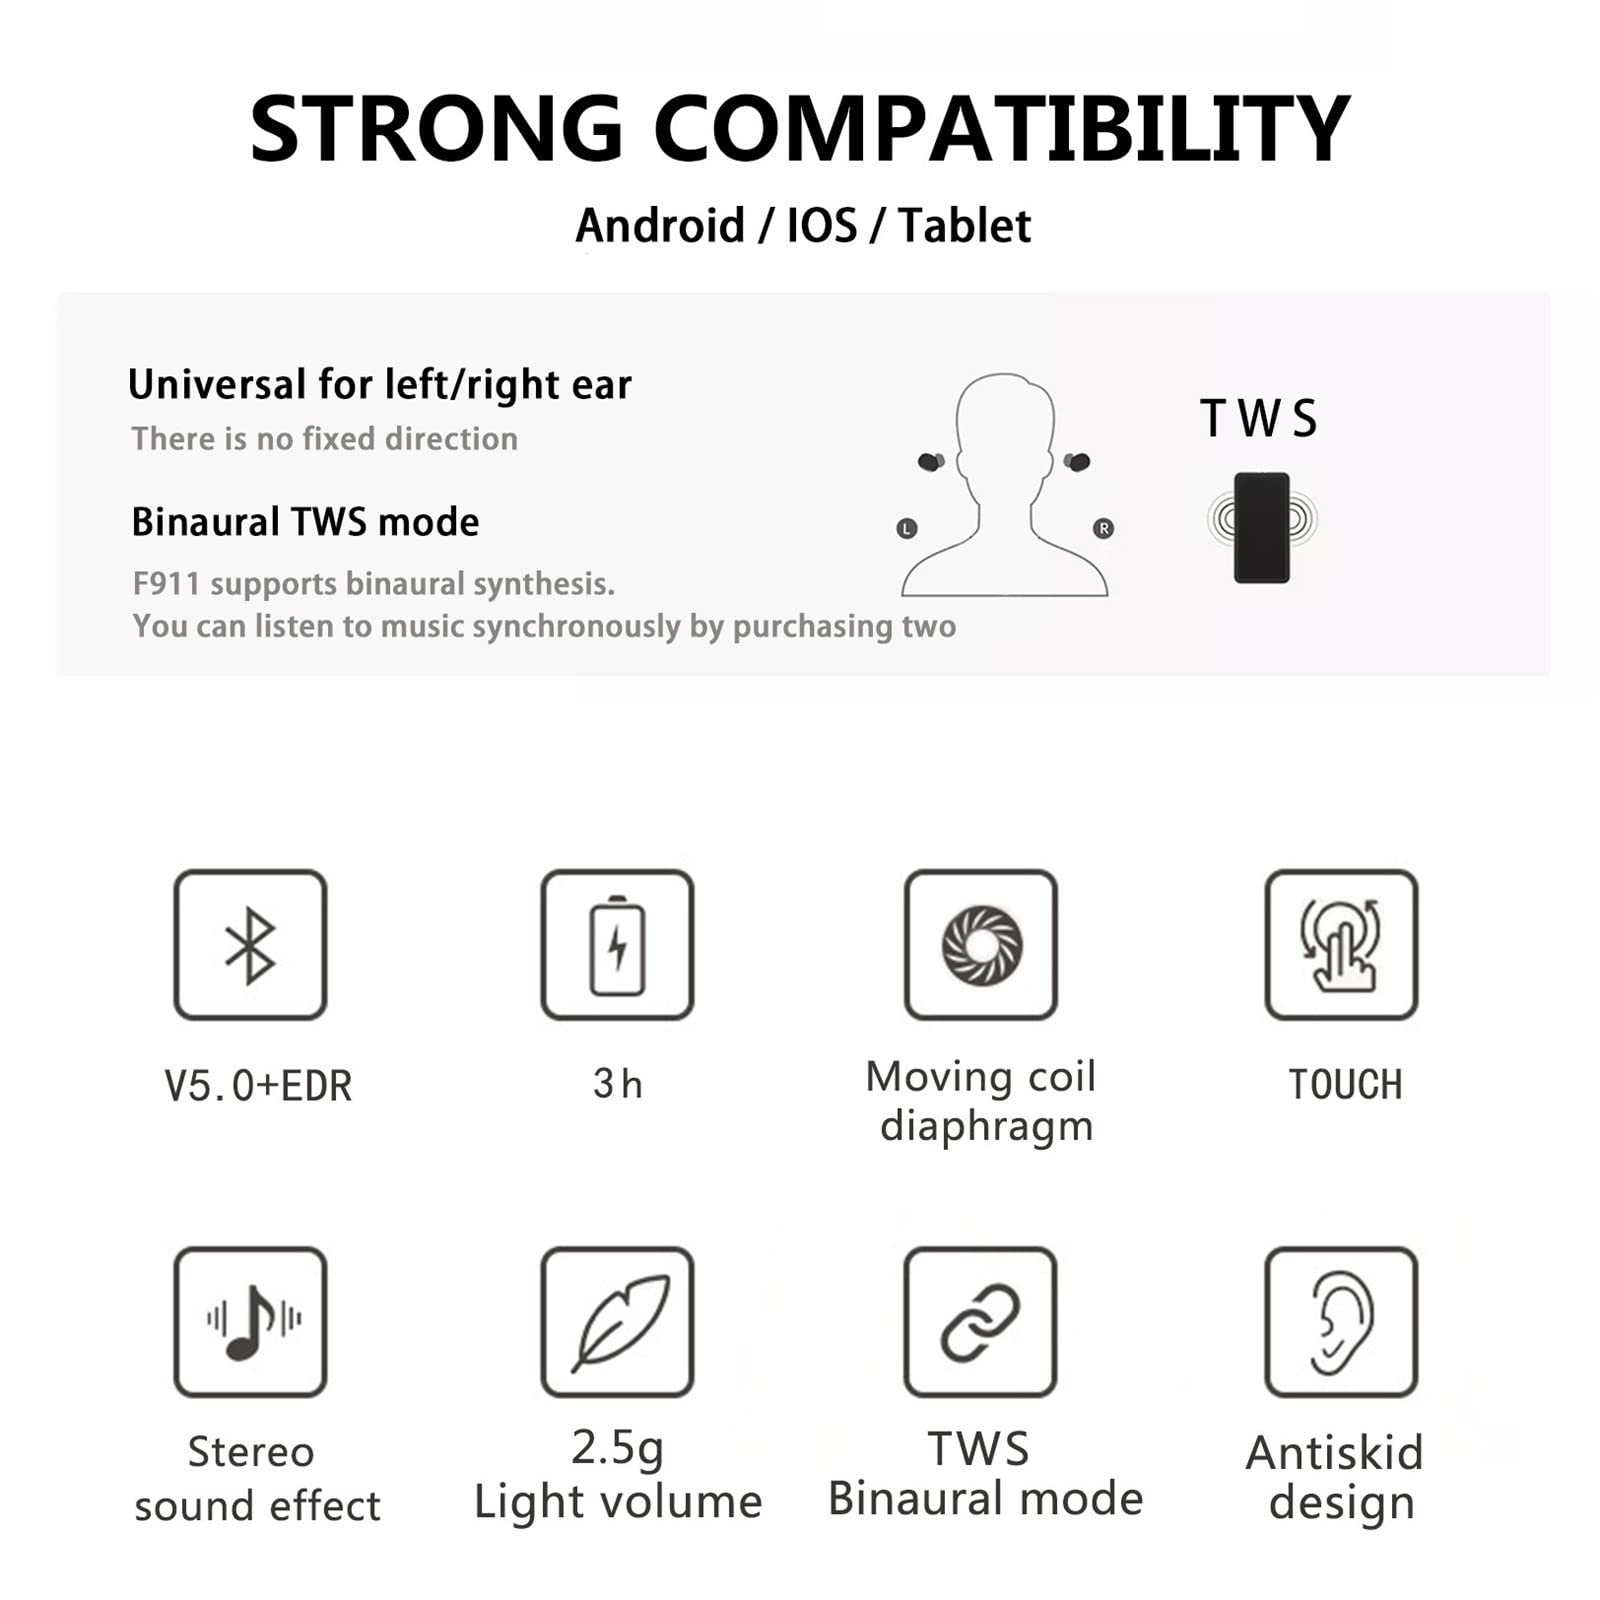 STRONG COMPATIBILITY
Android / IOS / Tablet
Universal for left/right ear
There is no fixed direction
Binaural TWS mode
F911 supports binaural synthesis.
You can listen to music synchronously by purchasing two
L
R
TWS
V5.0+EDR
3h
Moving coil
diaphragm
TOUCH
Stereo
sound effect
2.5g
Light volume
TWS
Binaural mode
Antiskid
design